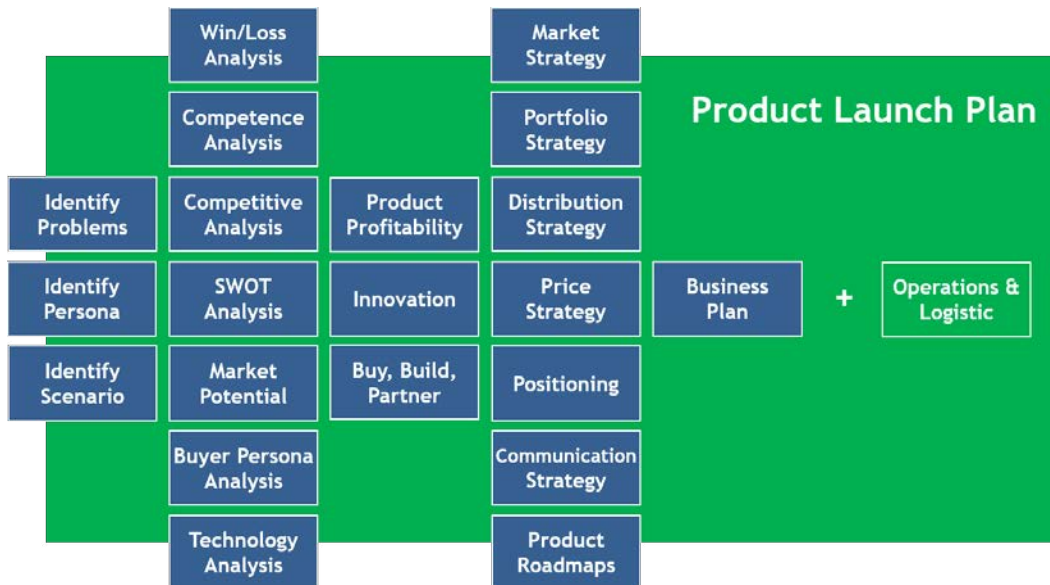 Product Launch Plan
Identify
Problems
Identify
Persona
Identify
Scenario
Win/Loss
Analysis
Competence
Analysis
Competitive
Analysis
SWOT
Analysis
Market
Potential
Buyer Persona
Analysis
Technology
Analysis
Product
Profitability
Innovation
Buy, Build,
Partner
Market
Strategy
Portfolio
Strategy
Distribution
Strategy
Price
Strategy
Positioning
Communication
Strategy
Product
Roadmaps
Business
Plan
+
Operations &
Logistic